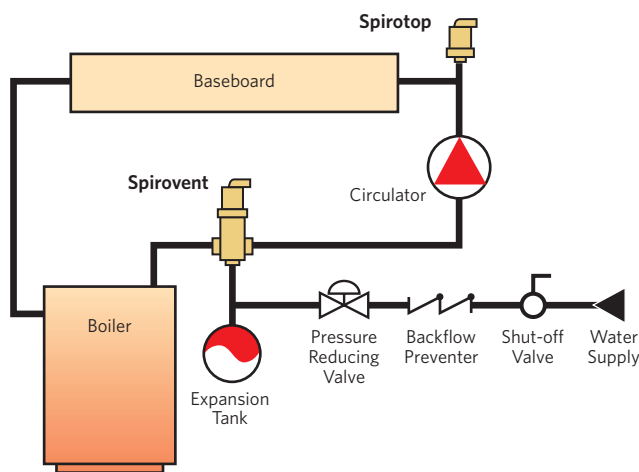 Spirotop
Baseboard
Spirovent
Circulator
Boiler
Expansion
Tank
Pressure
Reducing
Valve
Backflow
Preventer
Shut-off
Valve
Water
Supply